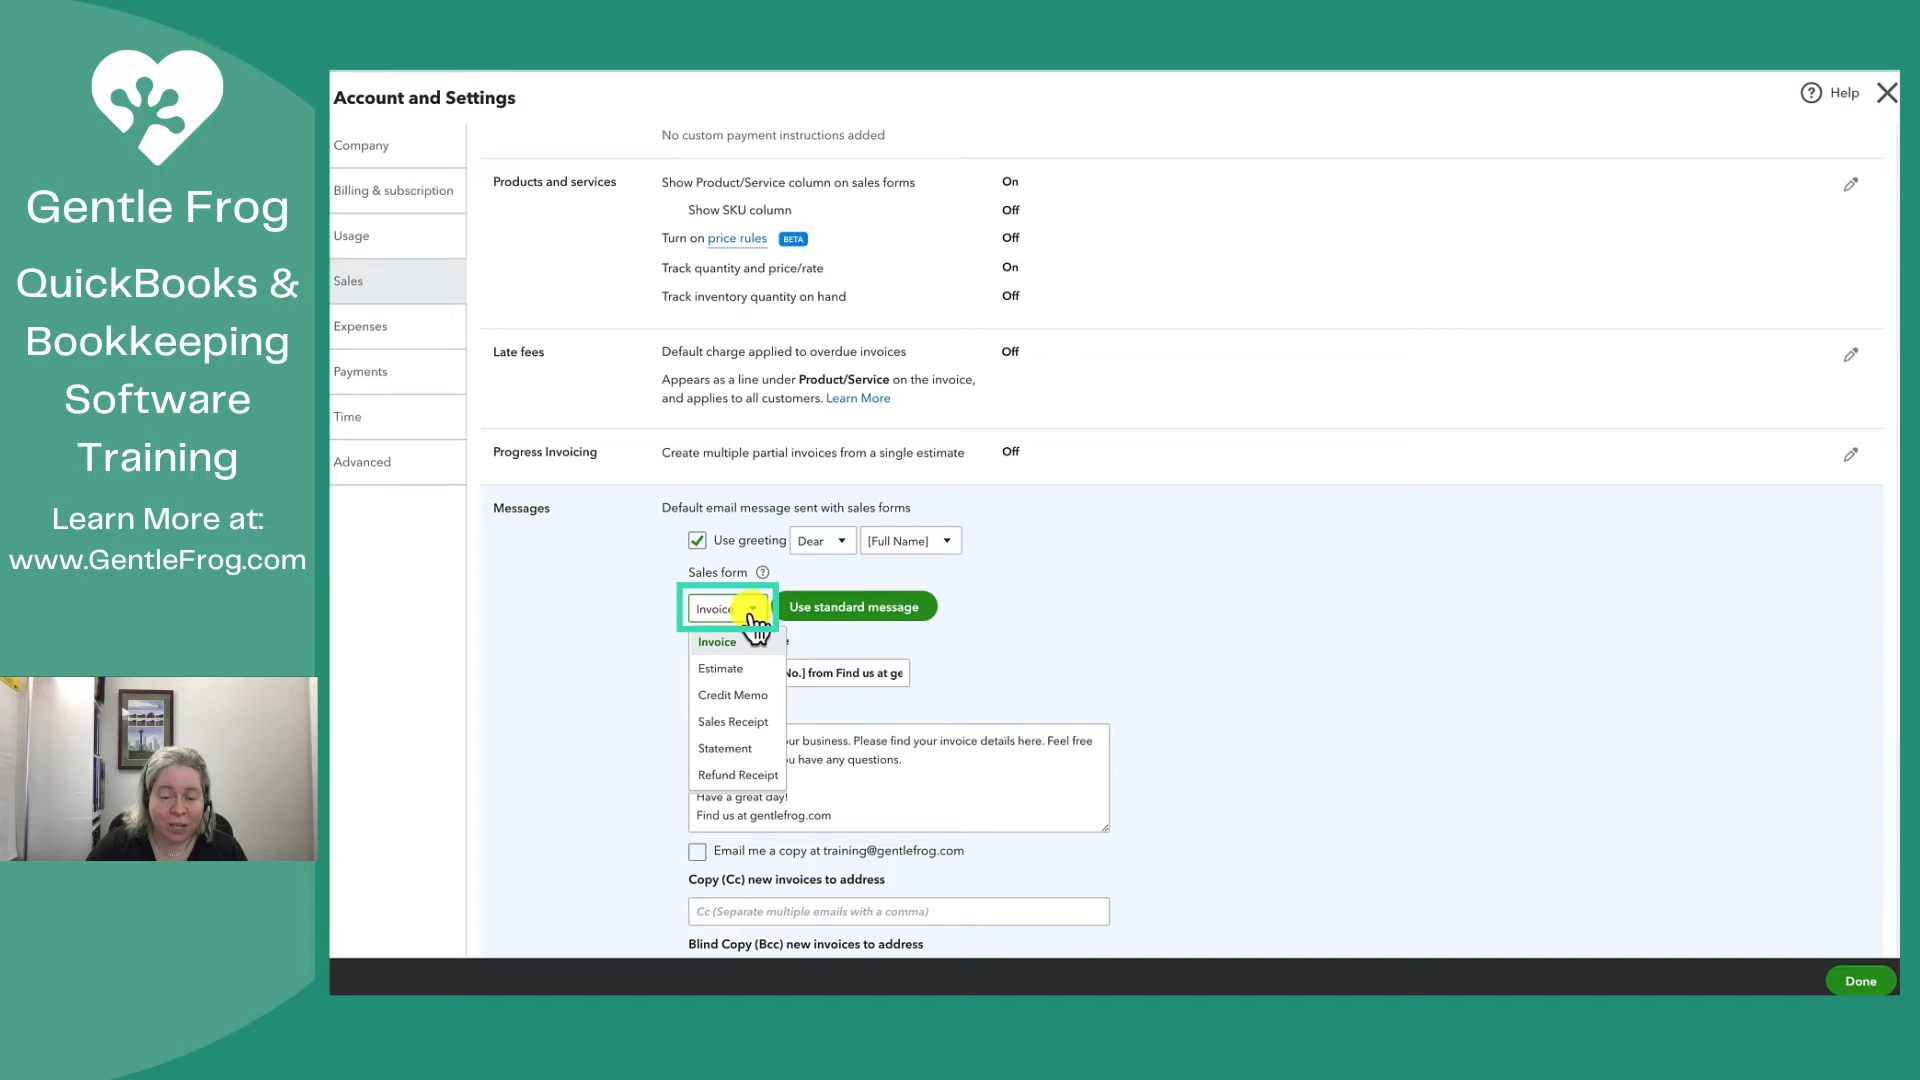 Gentle Frog
QuickBooks &
Bookkeeping
Software
Training
Learn More at:
www.GentleFrog.com
Account and Settings
Help
Company
Billing & subscription
Usage
Sales
Expenses
Payments
Time
Advanced
No custom payment instructions added
Products and services
Show Product/Service column on sales forms On
Show SKU column Off
Turn on price rules BETA Off
Track quantity and price/rate On
Track inventory quantity on hand Off
Late fees
Default charge applied to overdue invoices Off
Appears as a line under Product/Service on the invoice,
and applies to all customers. Learn More
Progress Invoicing
Create multiple partial invoices from a single estimate Off
Messages
Default email message sent with sales forms
Use greeting Dear [Full Name]
Sales form
Invoice Use standard message
Invoice
Estimate
Credit Memo
Sales Receipt
Statement
Refund Receipt
No.] from Find us at ge
ur business. Please find your invoice details here. Feel free
u have any questions.
Have a great day!
Find us at gentlefrog.com
Email me a copy at training@gentlefrog.com
Copy (Cc) new invoices to address
Cc (Separate multiple emails with a comma)
Blind Copy (Bcc) new invoices to address
Done